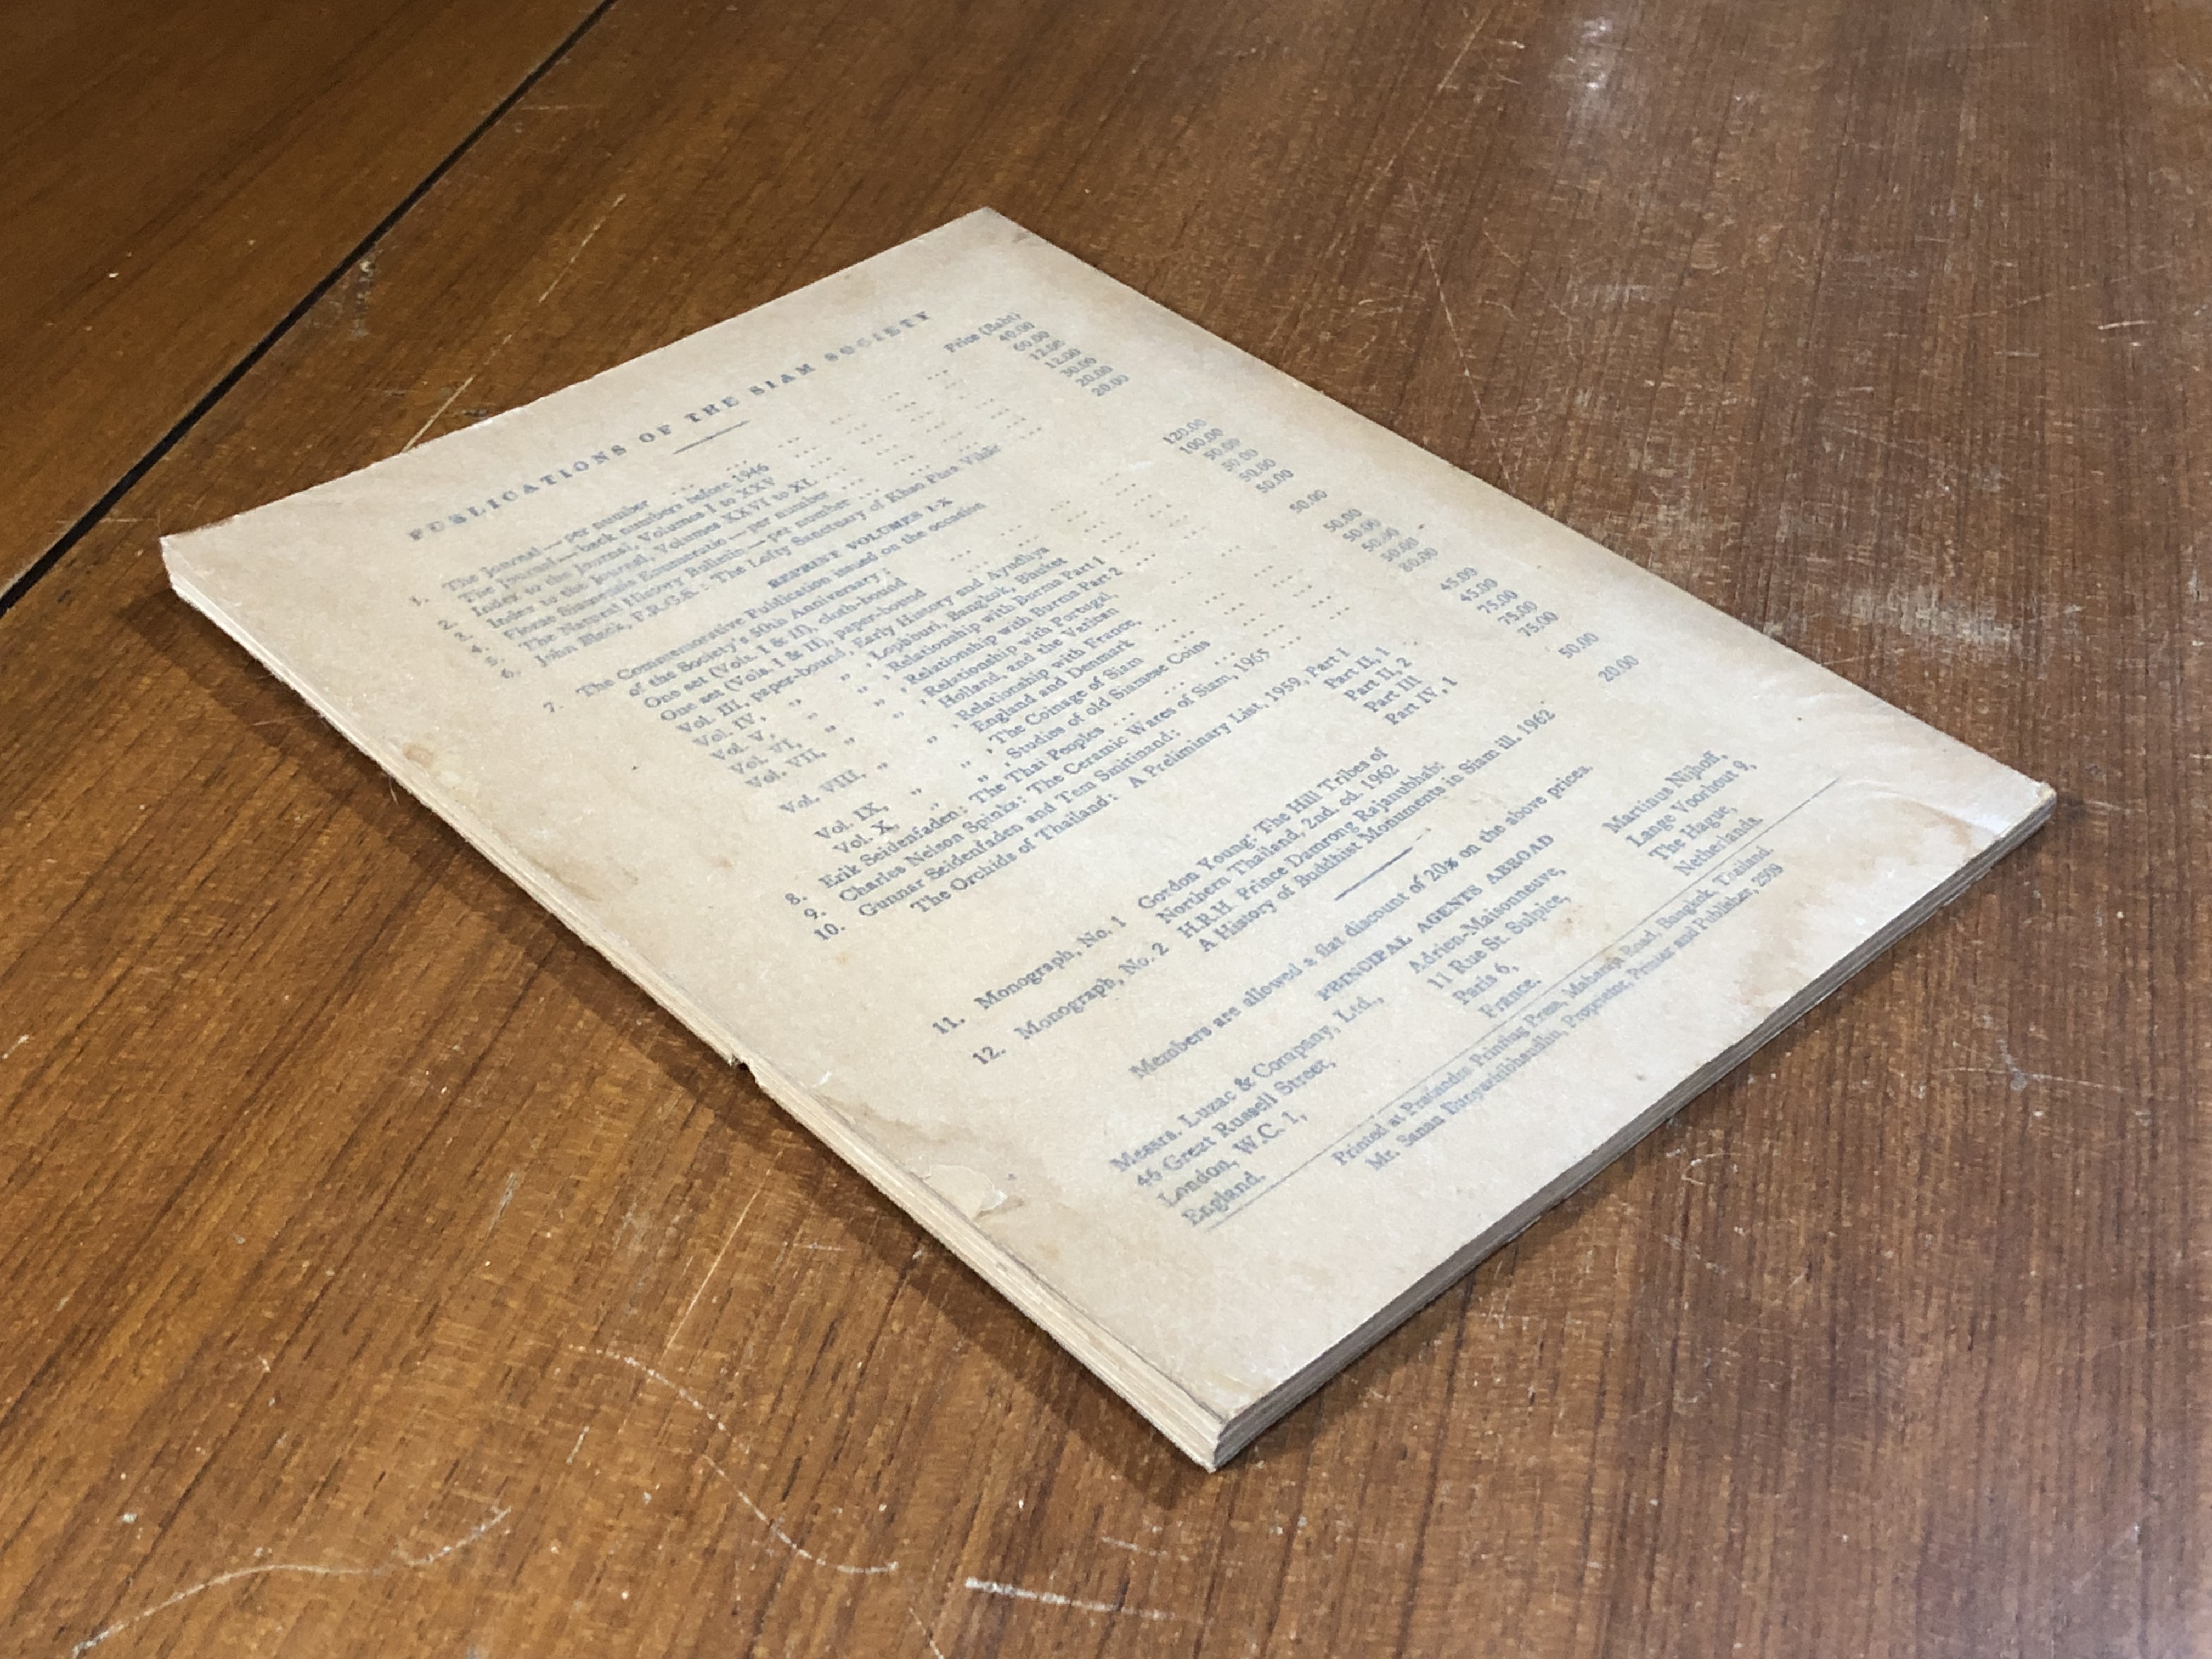 PUBLICATIONS OF THE SIAM SOCIETY
Price (Baht)
1. The Journal — per number ... ... ... ... ... 40.00
The Journal — back numbers before 1946 ... ... ... 60.00
2. Index to the Journal, Volumes I to XXV ... ... ... 12.00
3. Index to the Journal, Volumes XXVI to XL ... ... ... 12.00
4. Florae Siamensis Enumeratio — per number ... ... ... 30.00
5. The Natural History Bulletin — per number ... ... ... 20.00
6. John Black, F.R.G.S.: The Lofty Sanctuary of Khao Phra Vihār 20.00
REPRINT VOLUMES I-X
7. The Commemorative Publication issued on the occasion
of the Society's 50th Anniversary:
One set (Vols. I & II), cloth-bound ... ... ... 120.00
One set (Vols. I & II), paper-bound ... ... ... 100.00
Vol. III, paper-bound, Early History and Ayudhya ... 50.00
Vol. IV, „ „ , Lophburi, Bangkok, Bhuket ... 50.00
Vol. V, „ „ , Relationship with Burma Part 1 50.00
Vol. VI, „ „ , Relationship with Burma Part 2 50.00
Vol. VII, „ „ , Relationship with Portugal,
Holland, and the Vatican ... 50.00
Vol. VIII, „ „ , Relationship with France,
England and Denmark ... 50.00
Vol. IX, „ „ , The Coinage of Siam ... 50.00
Vol. X, „ „ , Studies of old Siamese Coins ... 50.00
8. Erik Seidenfaden: The Thai Peoples ... ... ... 80.00
9. Charles Nelson Spinks: The Ceramic Wares of Siam, 1965 ...
10. Gunnar Seidenfaden and Tem Smitinand:
The Orchids of Thailand: A Preliminary List, 1959, Part I 45.00
Part II, 1 45.00
Part II, 2 75.00
Part III 75.00
Part IV, 1 75.00
11. Monograph, No. 1 Gordon Young: The Hill Tribes of
Northern Thailand, 2nd. ed. 1962 50.00
12. Monograph, No. 2 H.R.H. Prince Damrong Rajanubhab:
A History of Buddhist Monuments in Siam ill. 1962 20.00
Members are allowed a flat discount of 20% on the above prices.
PRINCIPAL AGENTS ABROAD
Messrs. Luzac & Company, Ltd.,
46 Great Russell Street,
London, W.C. 1,
England.
Adrien-Maisonneuve,
11 Rue St. Sulpice,
Paris 6,
France.
Martinus Nijhoff,
Lange Voorhout 9,
The Hague,
Netherlands.
Printed at Prachandra Printing Press, Maharaja Road, Bangkok, Thailand.
Mr. Sanan Proprietor, Printer and Publisher, 2509